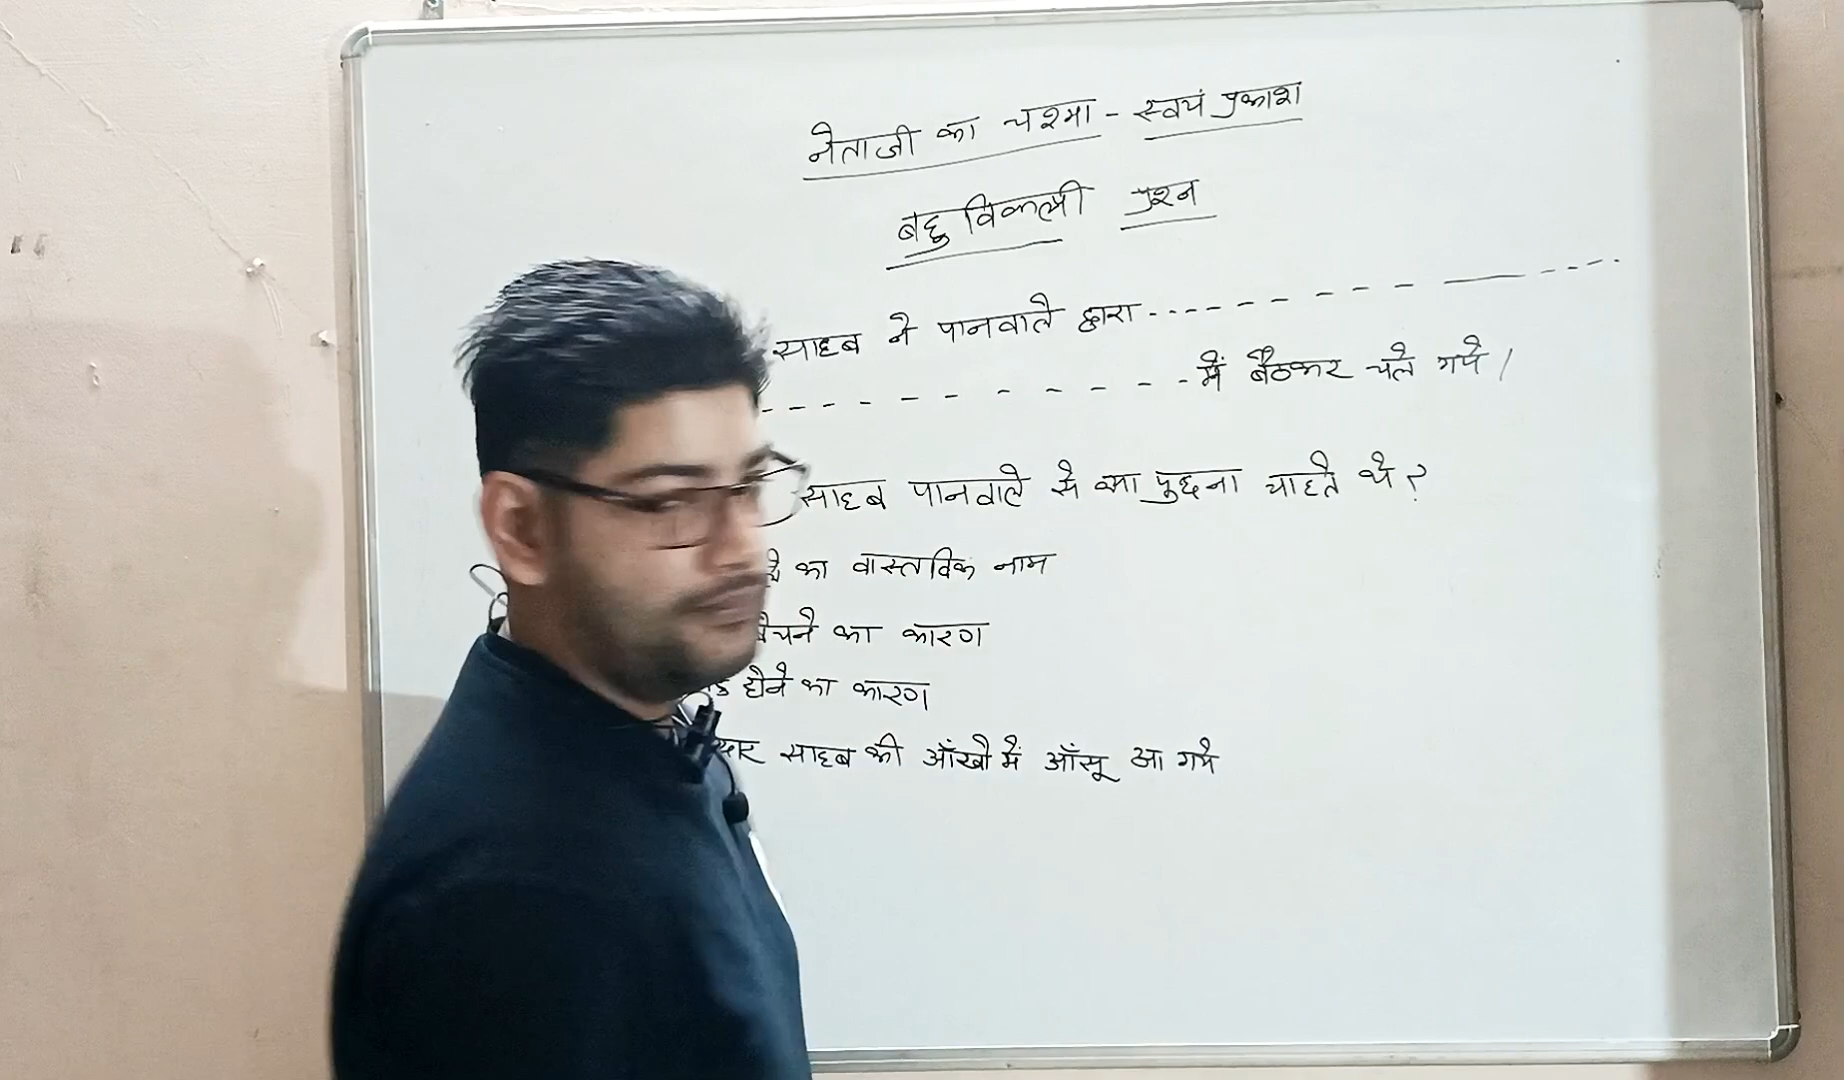 नेताजी का चश्मा - स्वयं प्रकाश
बहु विकल्पी प्रश्न
साहब ने पानवाले द्वारा
में बैठकर चले गये।
साहब पानवाले से क्या पुछना चाहते थे?
का वास्तविक नाम
बेचने का कारण
होने का कारण
साहब की आँखों में आँसू आ गये